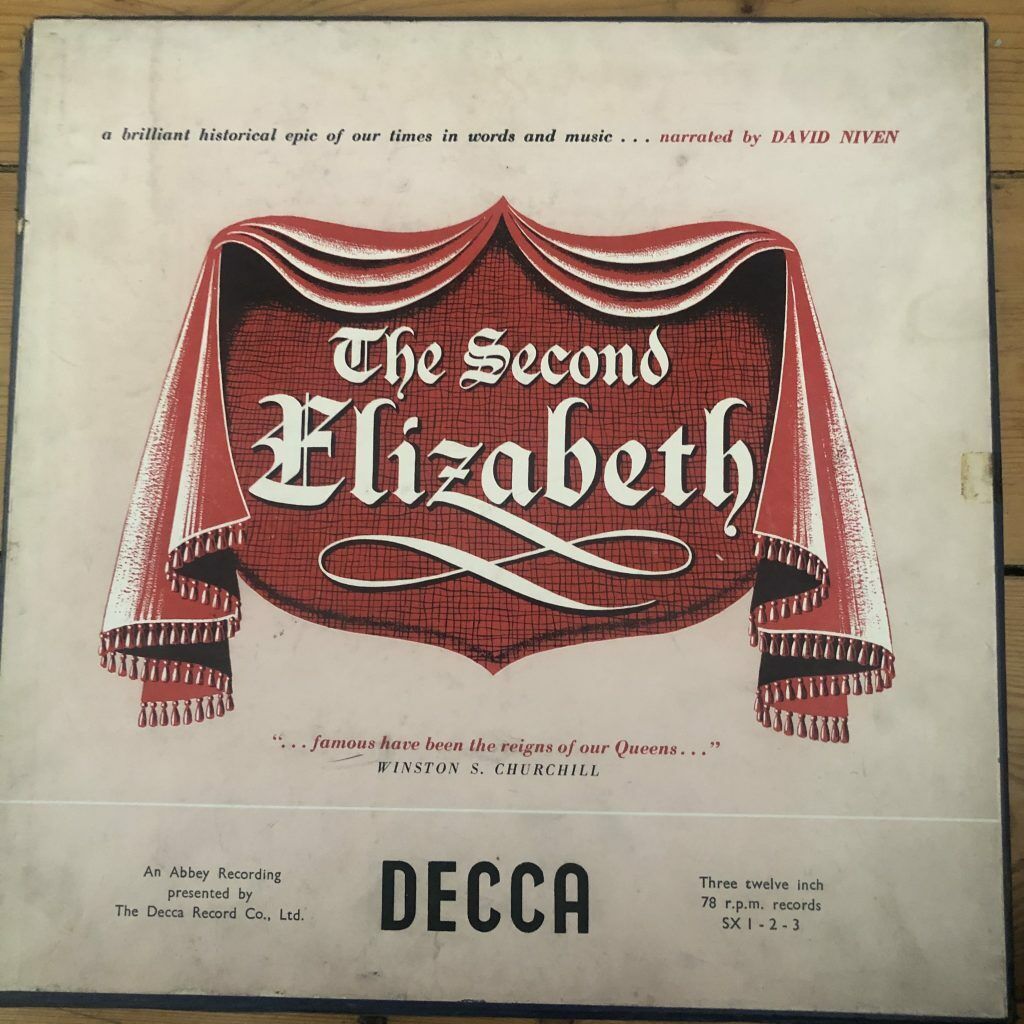 a brilliant historical epic of our times in words and music . . . narrated by DAVID NIVEN
The Second
Elizabeth
“. . . famous have been the reigns of our Queens . . .”
WINSTON S. CHURCHILL
An Abbey Recording
presented by
The Decca Record Co., Ltd.
DECCA
Three twelve inch
78 r.p.m. records
SX 1 - 2 - 3